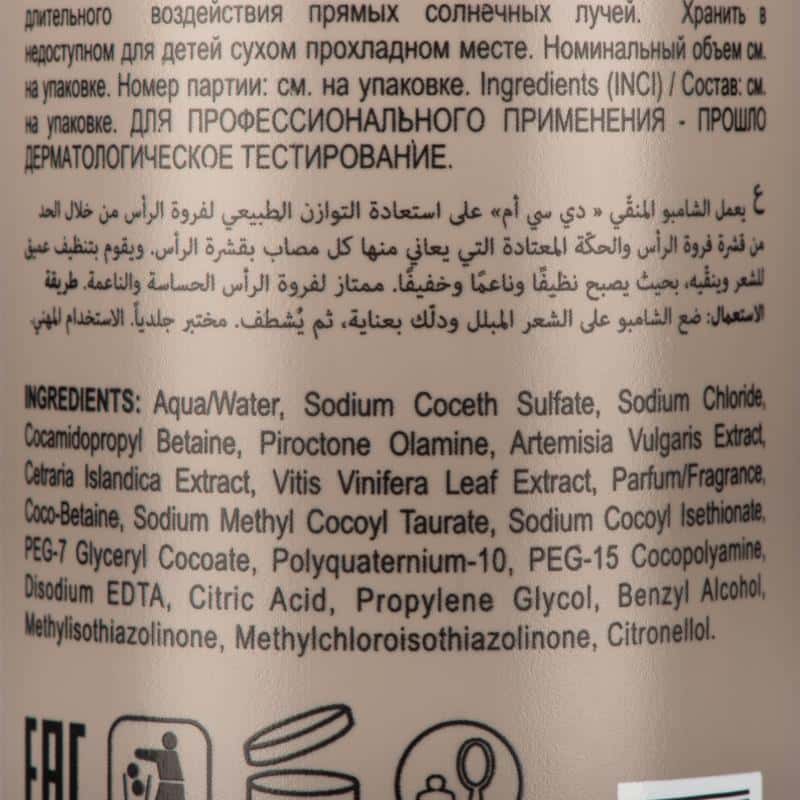 длительного воздействия прямых солнечных лучей. Хранить в
недоступном для детей сухом прохладном месте. Номинальный объем см.
на упаковке. Номер партии: см. на упаковке. Ingredients (INCI) / Состав: см.
на упаковке. ДЛЯ ПРОФЕССИОНАЛЬНОГО ПРИМЕНЕНИЯ - ПРОШЛО
ДЕРМАТОЛОГИЧЕСКОЕ ТЕСТИРОВАНИЕ.
ع يعمل الشامبو المنقّي « دي سي أم» على استعادة التوازن الطبيعي لفروة الرأس من خلال الحد
من قشرة فروة الرأس والحكّة المعتادة التي يعاني منها كل مصاب بقشرة الرأس. ويقوم بتنظيف عميق
للشعر وينقّيه، بحيث يصبح نظيفًا وناعمًا وخفيفًا. ممتاز لفروة الرأس الحساسة والناعمة. طريقة
الاستعمال: ضع الشامبو على الشعر المبلل ودلّك بعناية، ثم يُشطف. مختبر جلدياً. الاستخدام المهني.
INGREDIENTS: Aqua/Water, Sodium Coceth Sulfate, Sodium Chloride,
Cocamidopropyl Betaine, Piroctone Olamine, Artemisia Vulgaris Extract,
Cetraria Islandica Extract, Vitis Vinifera Leaf Extract, Parfum/Fragrance,
Coco-Betaine, Sodium Methyl Cocoyl Taurate, Sodium Cocoyl Isethionate,
PEG-7 Glyceryl Cocoate, Polyquaternium-10, PEG-15 Cocopolyamine,
Disodium EDTA, Citric Acid, Propylene Glycol, Benzyl Alcohol,
Methylisothiazolinone, Methylchloroisothiazolinone, Citronellol.
EAC